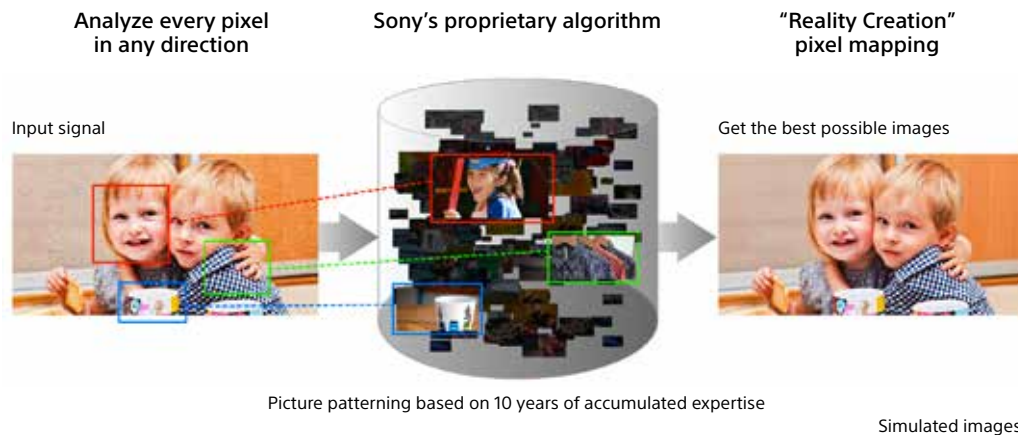 Analyze every pixel
in any direction
Sony’s proprietary algorithm
“Reality Creation”
pixel mapping
Input signal
Get the best possible images
Picture patterning based on 10 years of accumulated expertise
Simulated images